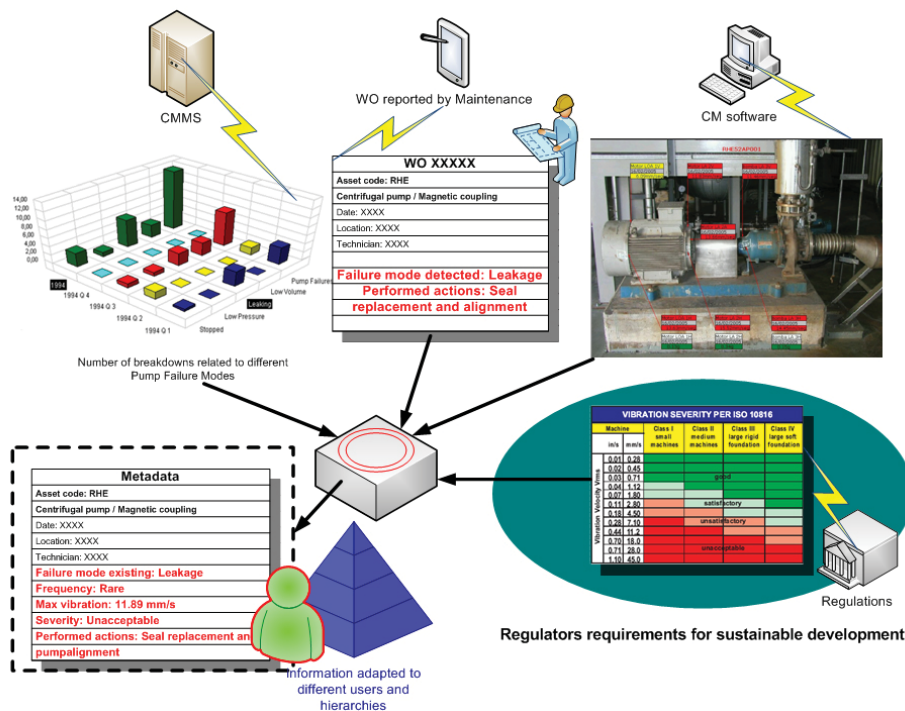 CMMS
WO reported by Maintenance
CM software
14,00
12,00
10,00
8,00
6,00
4,00
2,00
0,00
1994
1994 Q 4
1994 Q 3
1994 Q 2
1994 Q 1
Pump Failures
Low Volume
Leaking
Low Pressure
Stopped
Number of breakdowns related to different
Pump Failure Modes
WO XXXXX
Asset code: RHE
Centrifugal pump / Magnetic coupling
Date: XXXX
Location: XXXX
Technician: XXXX
Failure mode detected: Leakage
Performed actions: Seal
replacement and alignment
RHE52AP001
VIBRATION SEVERITY PER ISO 10816
Machine
Class I
small
machines
Class II
medium
machines
Class III
large rigid
foundation
Class IV
large soft
foundation
in/s mm/s
Vibration Velocity Vrms
0.01 0.28
0.02 0.45
0.03 0.71 good
0.04 1.12
0.07 1.80
0.11 2.80 satisfactory
0.18 4.50
0.28 7.10 unsatisfactory
0.44 11.2
0.70 18.0
0.71 28.0 unacceptable
1.10 45.0
Regulations
Regulators requirements for sustainable development
Metadata
Asset code: RHE
Centrifugal pump / Magnetic coupling
Date: XXXX
Location: XXXX
Technician: XXXX
Failure mode existing: Leakage
Frequency: Rare
Max vibration: 11.89 mm/s
Severity: Unacceptable
Performed actions: Seal replacement an
pumpalignment
Information adapted to
different users and
hierarchies